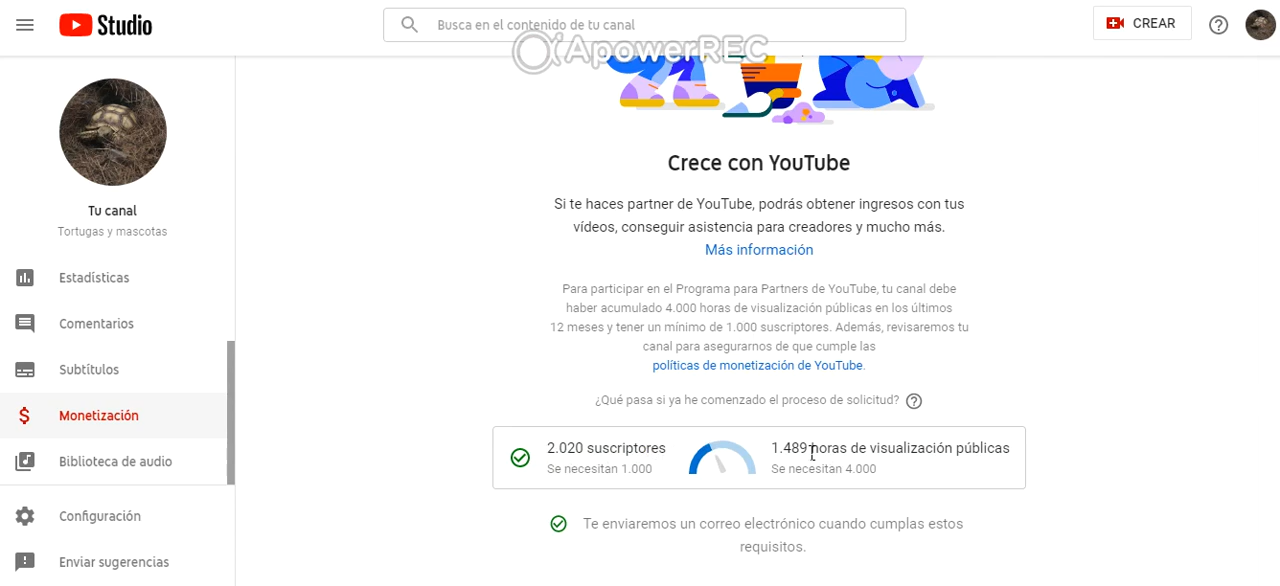 Studio
Busca en el contenido de tu canal
CREAR
ApowerREC
Tu canal
Tortugas y mascotas
Estadísticas
Comentarios
Subtítulos
Monetización
Biblioteca de audio
Configuración
Enviar sugerencias
Crece con YouTube
Si te haces partner de YouTube, podrás obtener ingresos con tus
vídeos, conseguir asistencia para creadores y mucho más.
Más información
Para participar en el Programa para Partners de YouTube, tu canal debe
haber acumulado 4.000 horas de visualización públicas en los últimos
12 meses y tener un mínimo de 1.000 suscriptores. Además, revisaremos tu
canal para asegurarnos de que cumple las
políticas de monetización de YouTube.
¿Qué pasa si ya he comenzado el proceso de solicitud?
2.020 suscriptores
Se necesitan 1.000
1.489 horas de visualización públicas
Se necesitan 4.000
Te enviaremos un correo electrónico cuando cumplas estos
requisitos.